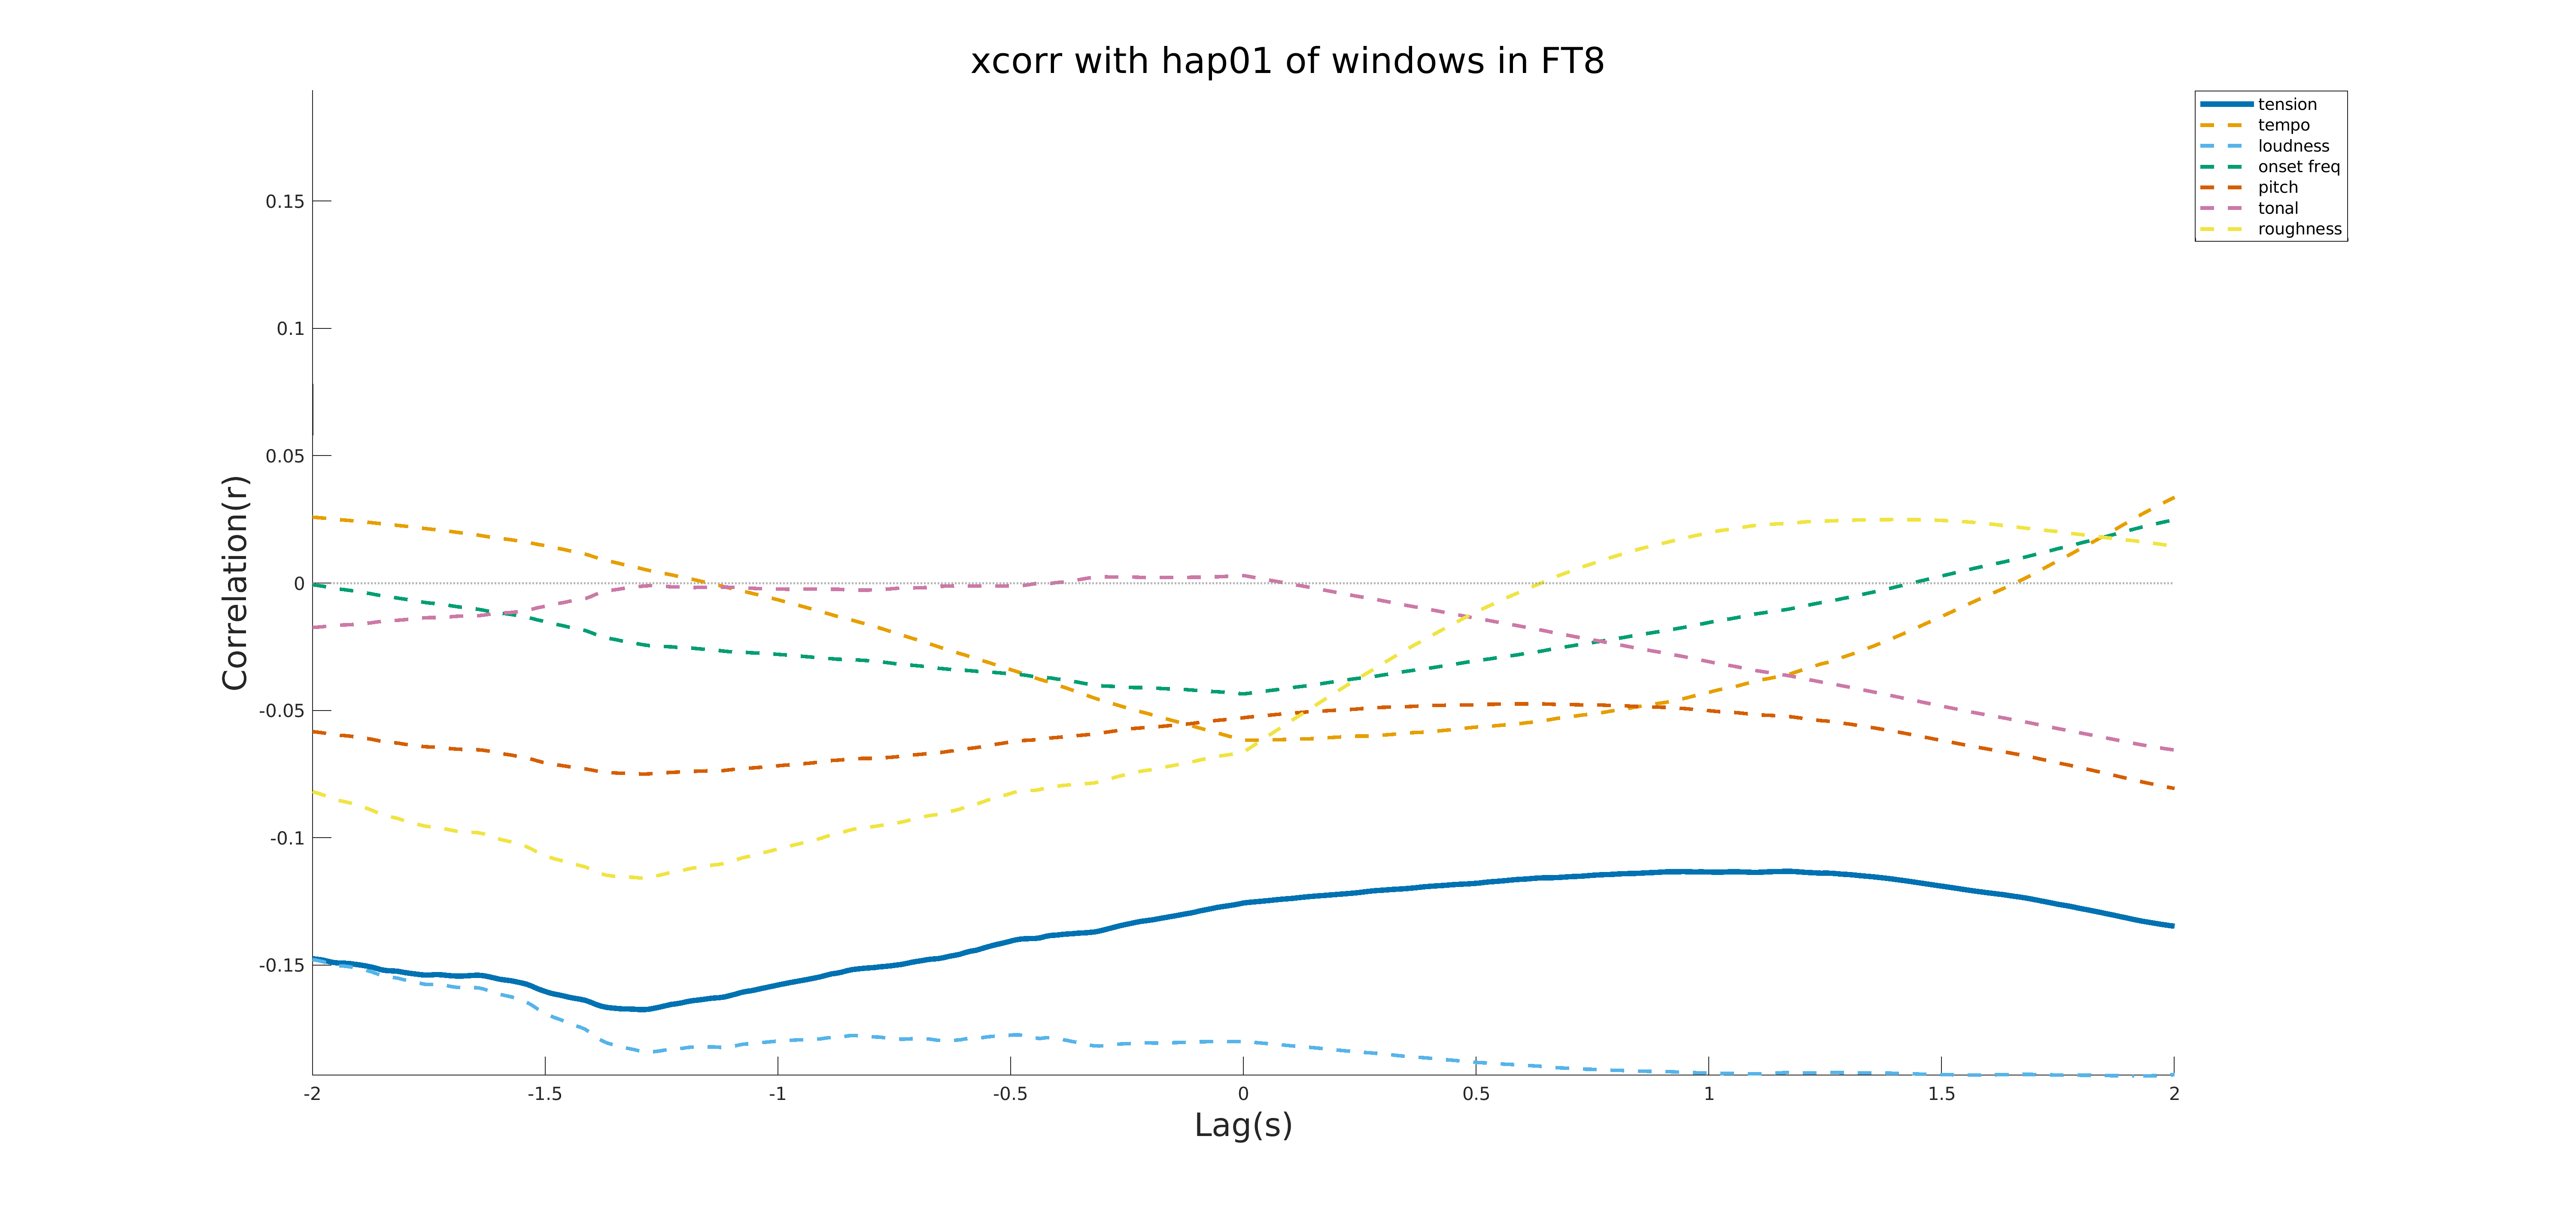 xcorr with hap01 of windows in FT8
tension
tempo
loudness
onset freq
pitch
tonal
roughness
0.15
0.1
0.05
0
-0.05
-0.1
-0.15
Correlation(r)
-2
-1.5
-1
-0.5
0
0.5
1
1.5
2
Lag(s)